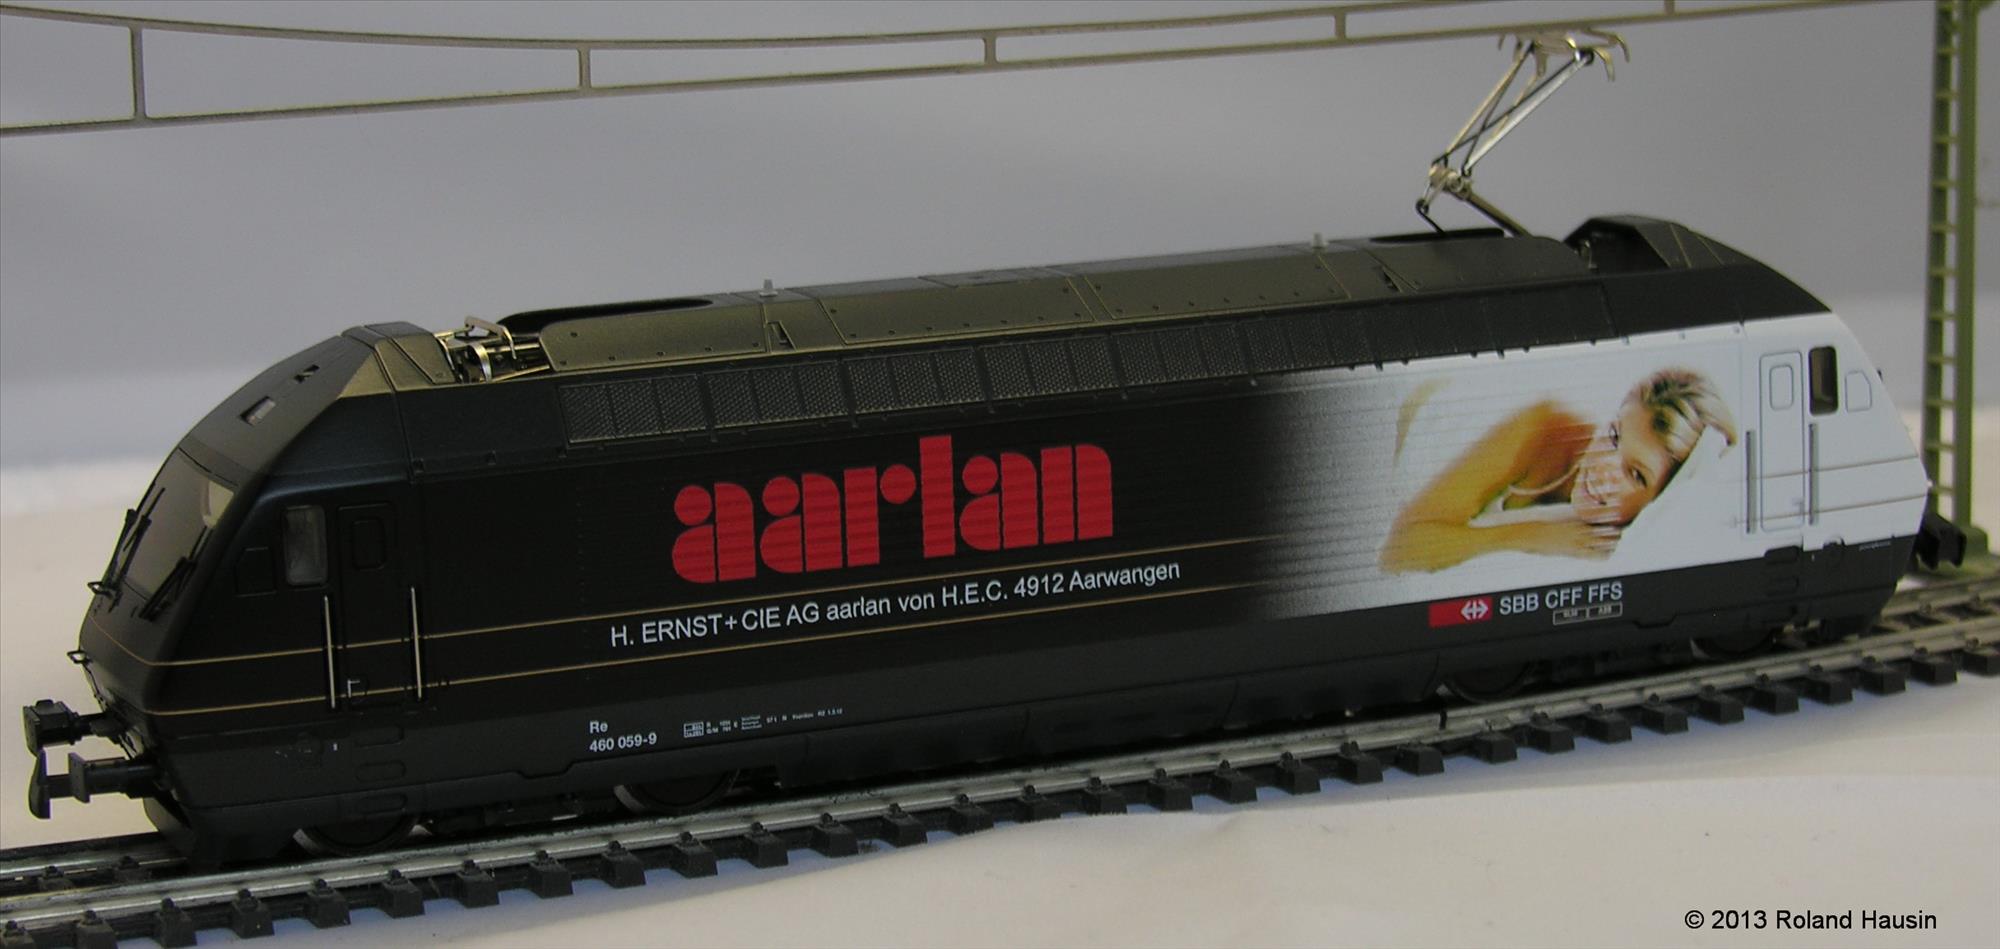 aarlan
H. ERNST + CIE AG aarlan von H.E.C. 4912 Aarwangen
SBB CFF FFS
Re
460 059-9
© 2013 Roland Hausin